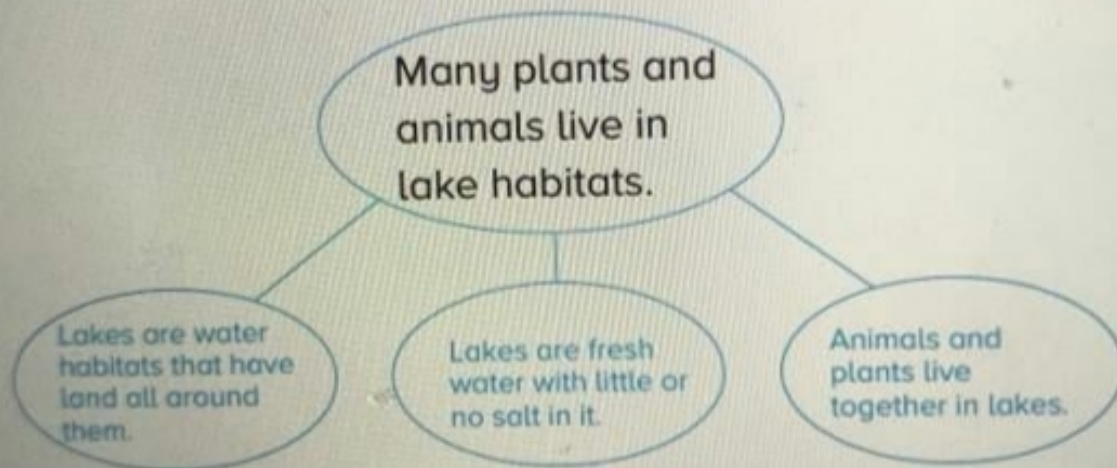 Many plants and
animals live in
lake habitats.
Lakes are water
habitats that have
land all around
them.
Lakes are fresh
water with little or
no salt in it.
Animals and
plants live
together in lakes.